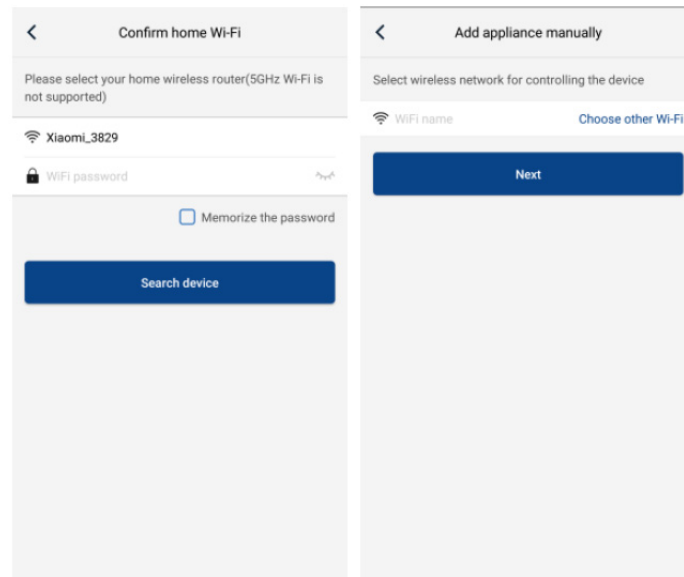 Confirm home Wi-Fi
Please select your home wireless router(5GHz Wi-Fi is
not supported)
Xiaomi_3829
WiFi password
Memorize the password
Search device
Add appliance manually
Select wireless network for controlling the device
WiFi name
Choose other Wi-Fi
Next